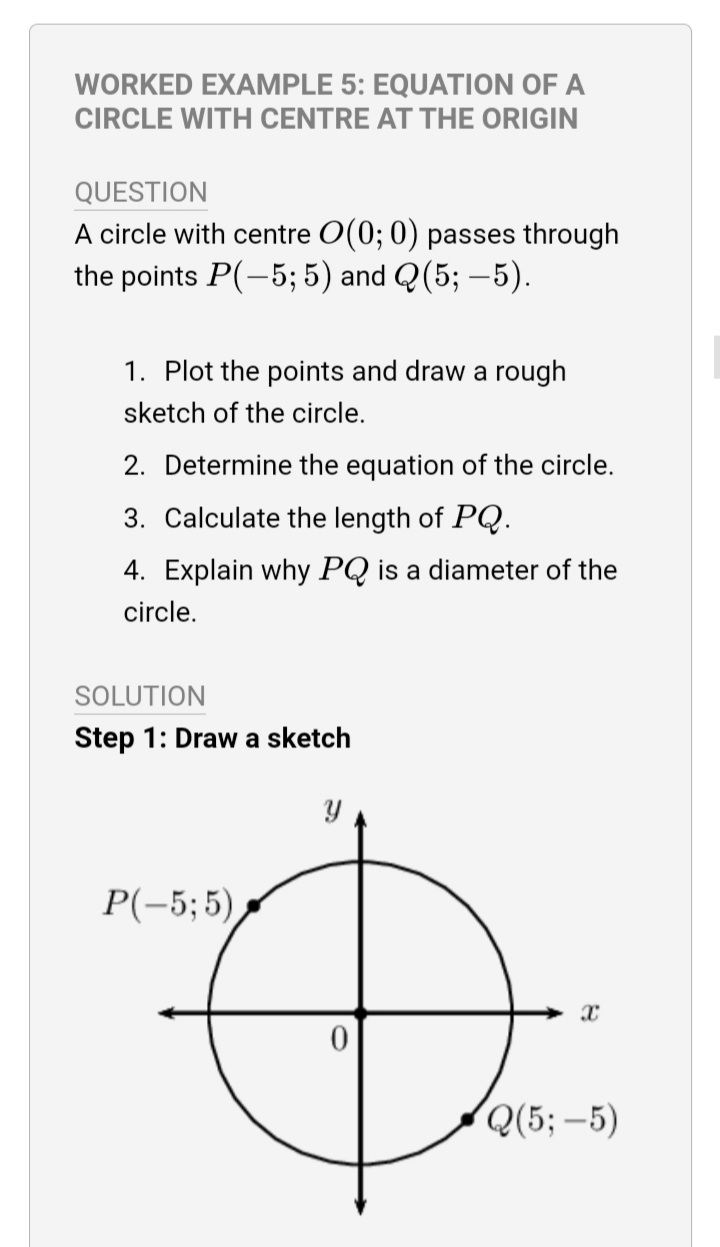 WORKED EXAMPLE 5: EQUATION OF A
CIRCLE WITH CENTRE AT THE ORIGIN
QUESTION
A circle with centre O(0; 0) passes through
the points P(−5; 5) and Q(5; −5).
1. Plot the points and draw a rough
sketch of the circle.
2. Determine the equation of the circle.
3. Calculate the length of PQ.
4. Explain why PQ is a diameter of the
circle.
SOLUTION
Step 1: Draw a sketch
y
P(−5; 5)
x
0
Q(5; −5)